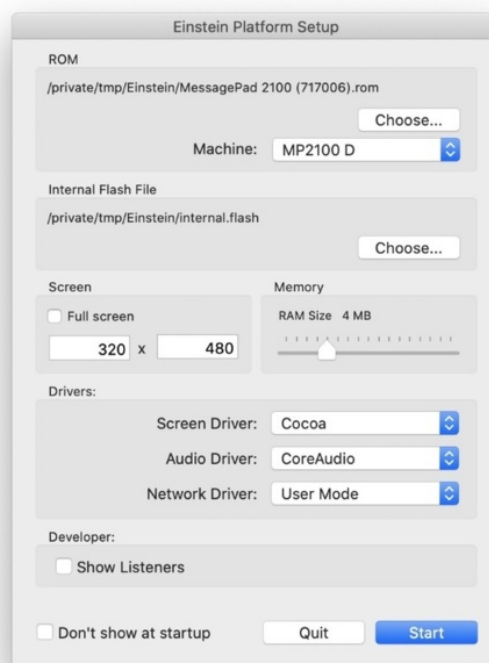 Einstein Platform Setup
ROM
/private/tmp/Einstein/MessagePad 2100 (717006).rom
Choose...
Machine: MP2100 D
Internal Flash File
/private/tmp/Einstein/internal.flash
Choose...
Screen
Full screen
320 x 480
Memory
RAM Size 4 MB
Drivers:
Screen Driver: Cocoa
Audio Driver: CoreAudio
Network Driver: User Mode
Developer:
Show Listeners
Don't show at startup Quit Start